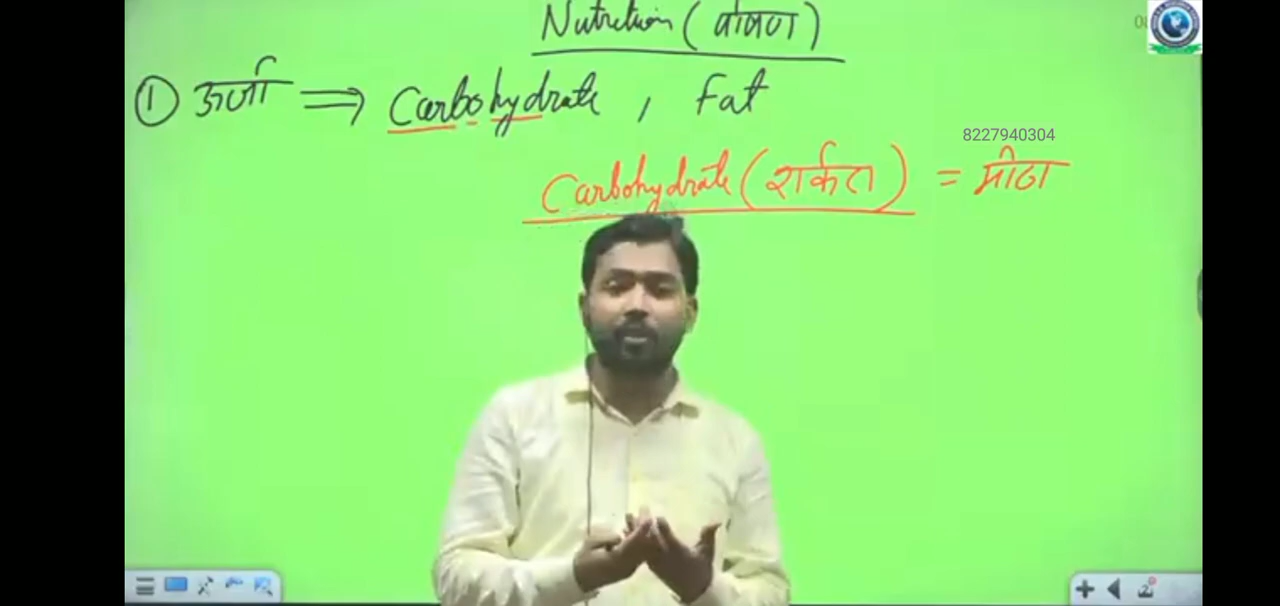 Nutrition (पोषण)
① ऊर्जा ⇒ Carbohydrate, Fat
8227940304
Carbohydrate (शर्करा) = मीठा